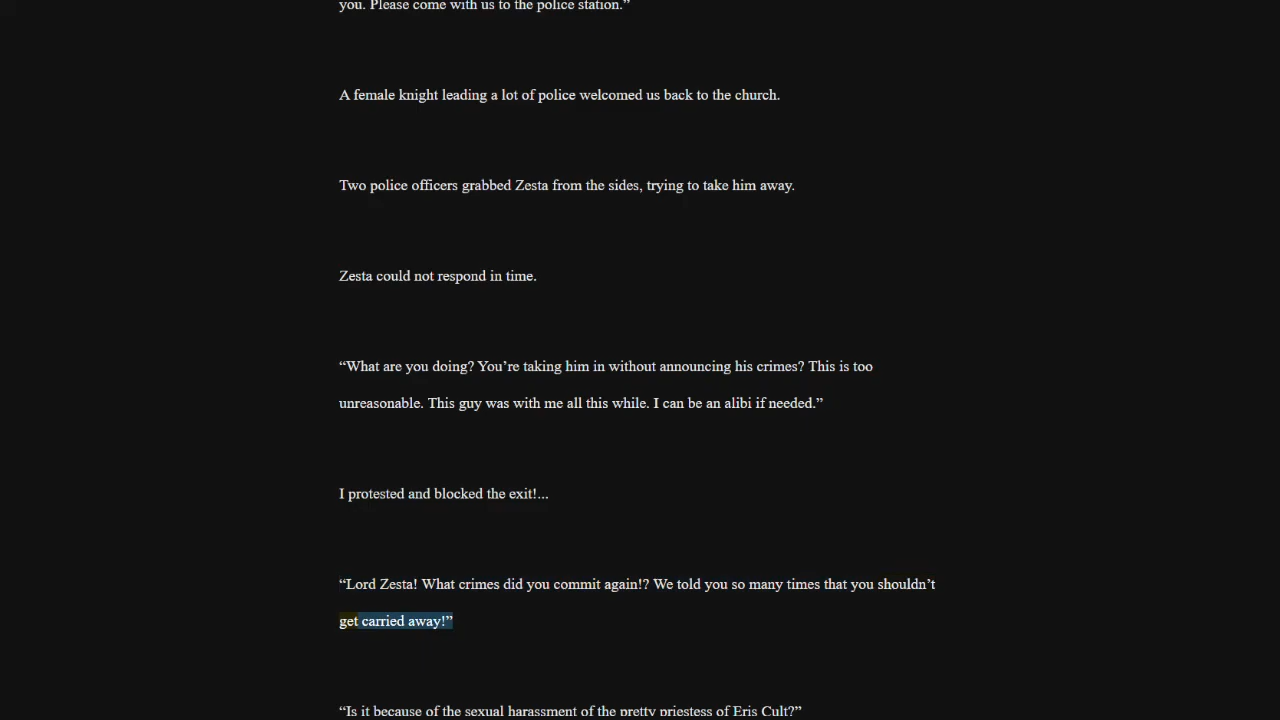 you. Please come with us to the police station.”
A female knight leading a lot of police welcomed us back to the church.
Two police officers grabbed Zesta from the sides, trying to take him away.
Zesta could not respond in time.
“What are you doing? You’re taking him in without announcing his crimes? This is too
unreasonable. This guy was with me all this while. I can be an alibi if needed.”
I protested and blocked the exit!...
“Lord Zesta! What crimes did you commit again!? We told you so many times that you shouldn’t
get carried away!”
“Is it because of the sexual harassment of the pretty priestess of Eris Cult?”